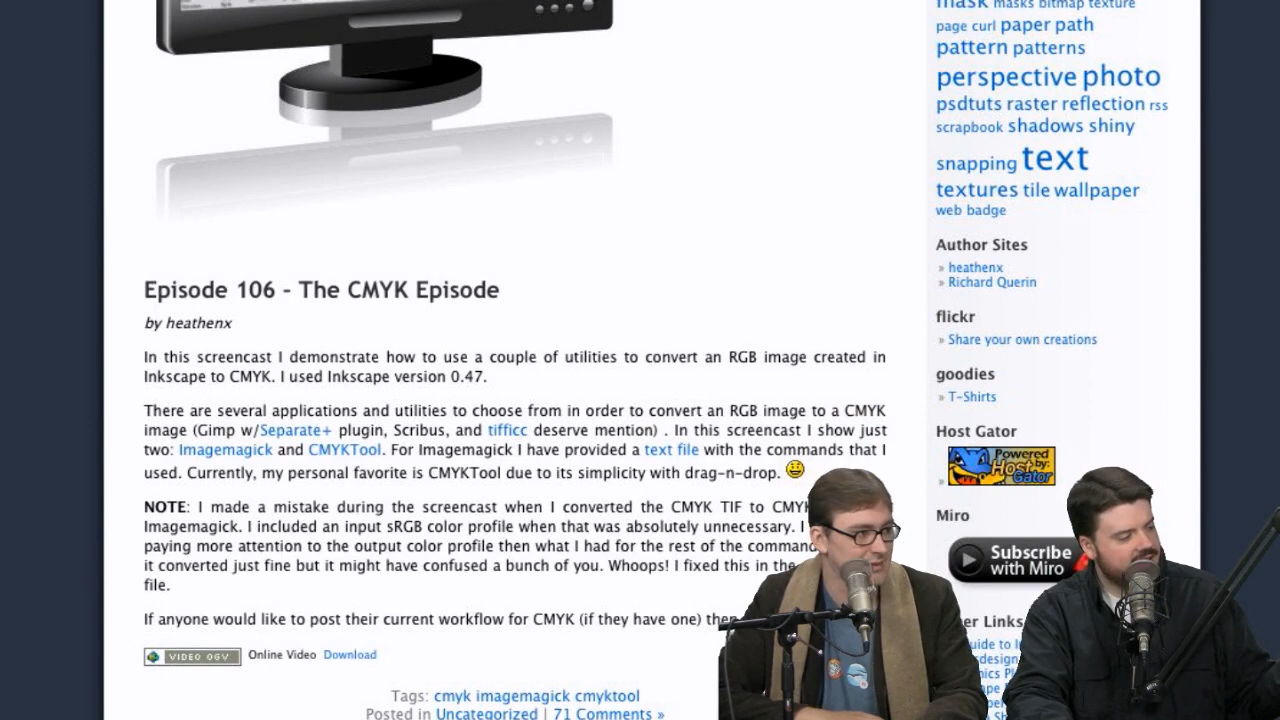 mask masks bitmap texture
page curl paper path
pattern patterns
perspective photo
psdtuts raster reflection rss
scrapbook shadows shiny
snapping text
textures tile wallpaper
web badge
Author Sites
» heathenx
» Richard Querin
flickr
» Share your own creations
goodies
» T-Shirts
Host Gator
» Powered by: Host Gator
Miro
Subscribe with Miro
Links
Episode 106 – The CMYK Episode
by heathenx
In this screencast I demonstrate how to use a couple of utilities to convert an RGB image created in
Inkscape to CMYK. I used Inkscape version 0.47.
There are several applications and utilities to choose from in order to convert an RGB image to a CMYK
image (Gimp w/Separate+ plugin, Scribus, and tifficc deserve mention) . In this screencast I show just
two: Imagemagick and CMYKTool. For Imagemagick I have provided a text file with the commands that I
used. Currently, my personal favorite is CMYKTool due to its simplicity with drag-n-drop.
NOTE: I made a mistake during the screencast when I converted the CMYK TIF to CMYK
Imagemagick. I included an input sRGB color profile when that was absolutely unnecessary. I
paying more attention to the output color profile then what I had for the rest of the command
it converted just fine but it might have confused a bunch of you. Whoops! I fixed this in the
file.
If anyone would like to post their current workflow for CMYK (if they have one) then
VIDEO OGV Online Video Download
Tags: cmyk imagemagick cmyktool
Posted in Uncategorized | 71 Comments »